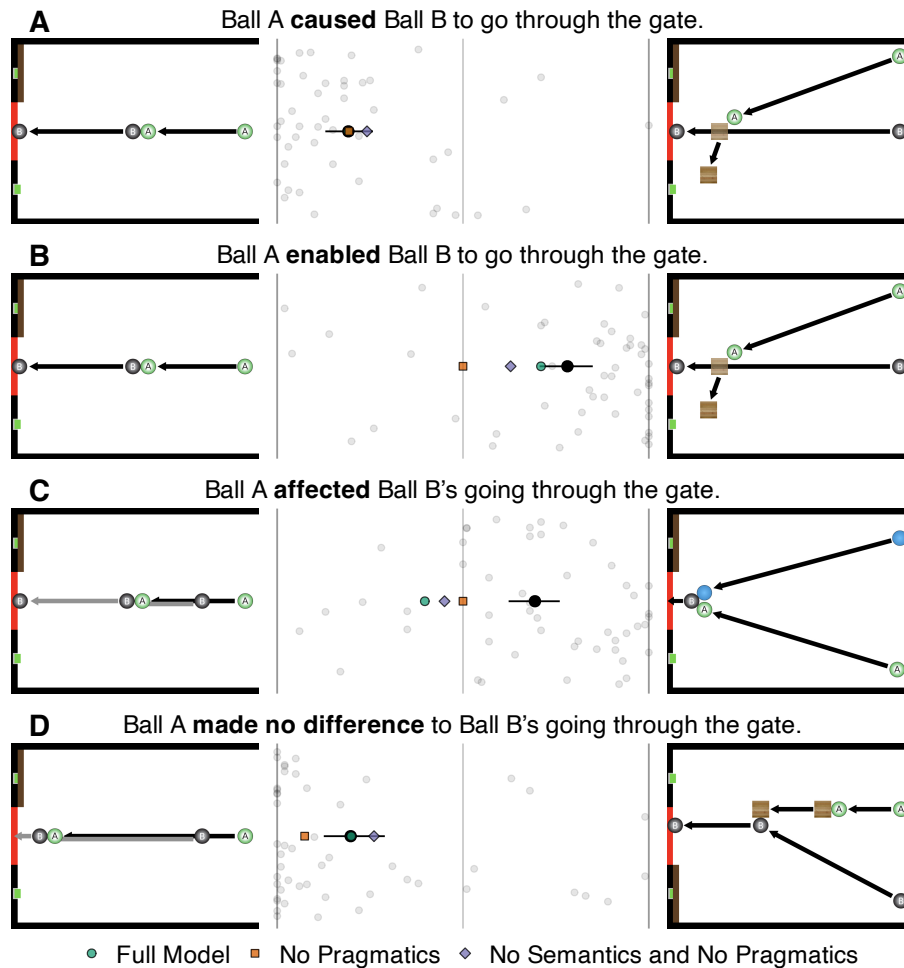 A Ball A caused Ball B to go through the gate.
B A B A A A B B
B Ball A enabled Ball B to go through the gate.
B A B A A A B B
C Ball A affected Ball B's going through the gate.
B B A B A B A A
D Ball A made no difference to Ball B's going through the gate.
B A B A A A B B B
Full Model No Pragmatics No Semantics and No Pragmatics